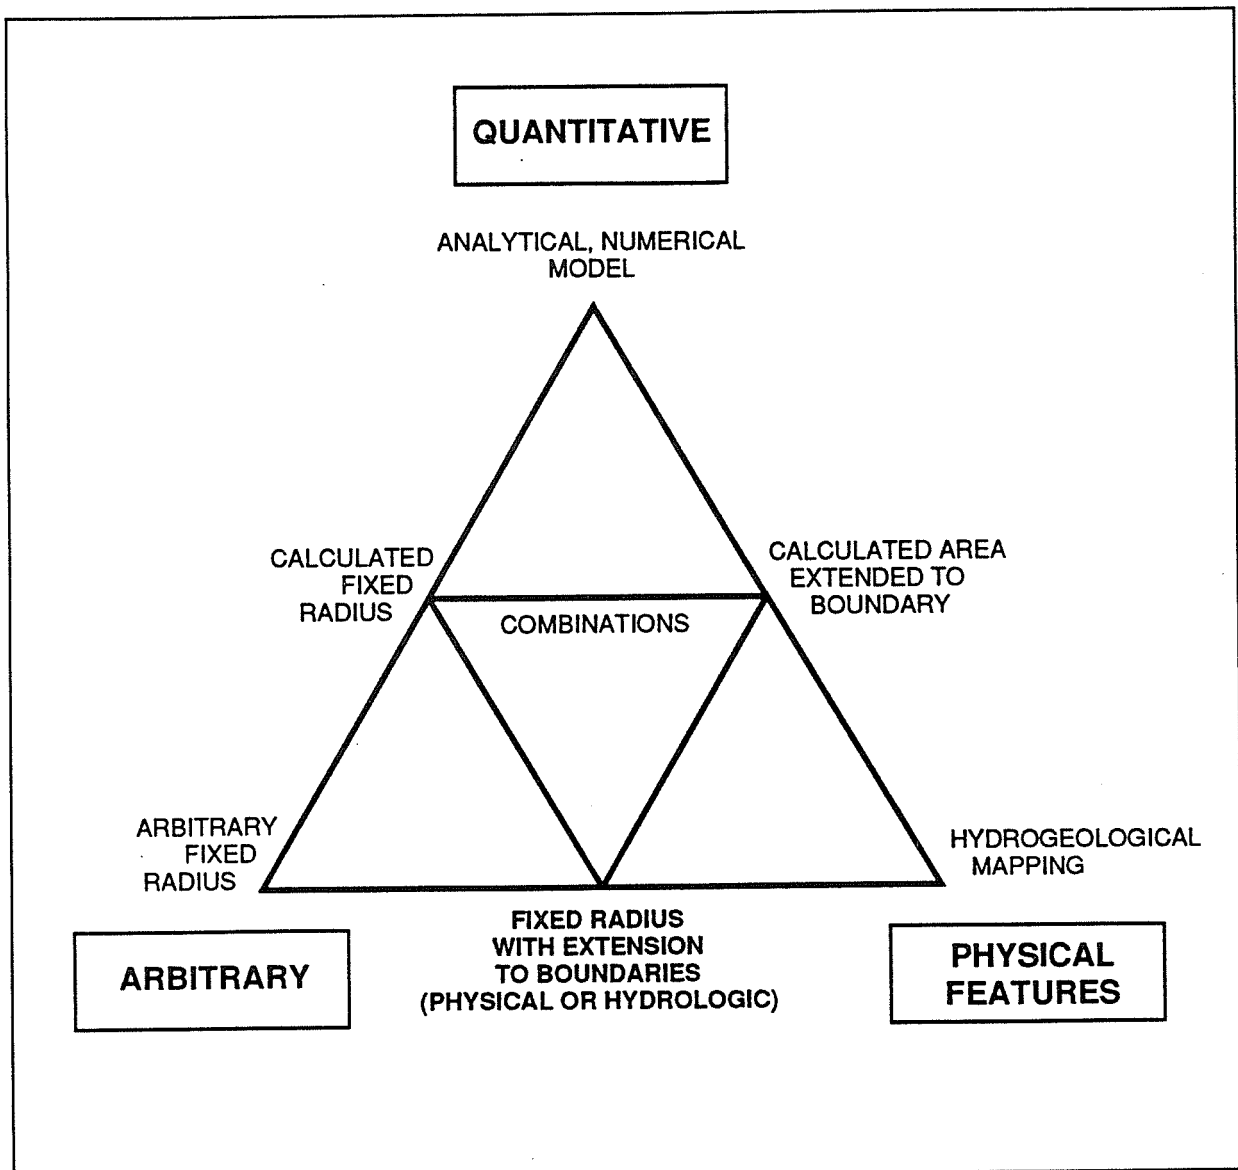 QUANTITATIVE
ANALYTICAL, NUMERICAL
MODEL
CALCULATED
FIXED
RADIUS
CALCULATED AREA
EXTENDED TO
BOUNDARY
COMBINATIONS
ARBITRARY
FIXED
RADIUS
HYDROGEOLOGICAL
MAPPING
ARBITRARY
FIXED RADIUS
WITH EXTENSION
TO BOUNDARIES
(PHYSICAL OR HYDROLOGIC)
PHYSICAL
FEATURES